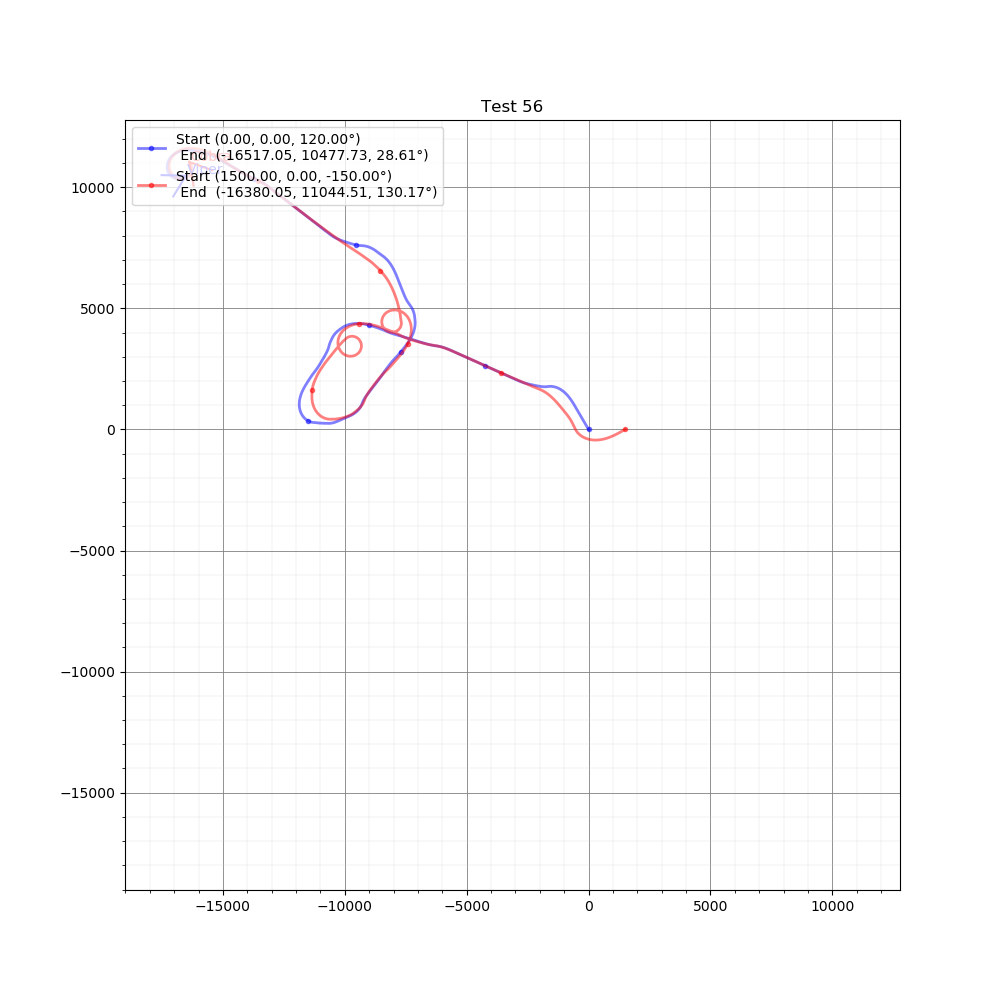 Test 56
Start (0.00, 0.00, 120.00°)
End (-16517.05, 10477.73, 28.61°)
Start (1500.00, 0.00, -150.00°)
End (-16380.05, 11044.51, 130.17°)
10000
5000
0
−5000
−10000
−15000
−15000 −10000 −5000 0 5000 10000